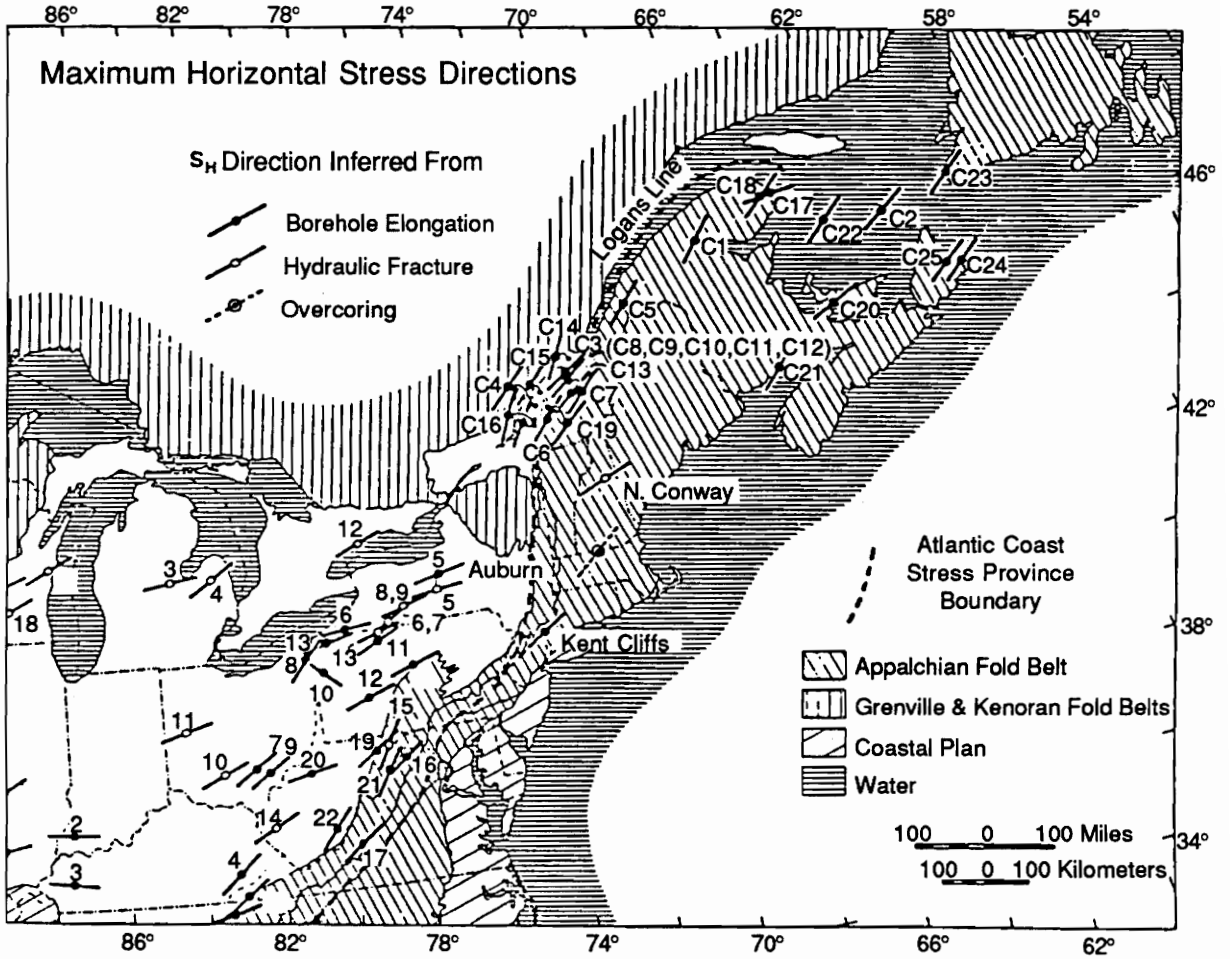 86° 82° 78° 74° 70° 66° 62° 58° 54°
Maximum Horizontal Stress Directions
S_H Direction Inferred From
Borehole Elongation
Hydraulic Fracture
Overcoring
Logans Line
46°
C18
C17
C23
C22
C2
C1
C25
C24
C5
C20
C14
C3 (C8, C9, C10, C11, C12)
C15
C13
C21
C4
C7
42°
C16
C19
C6
N. Conway
12
Auburn
5
3
4
8,9
5
Atlantic Coast
Stress Province
Boundary
18
6
6,7
38°
13
13
Kent Cliffs
8
11
10
12
Appalchian Fold Belt
15
Grenville & Kenoran Fold Belts
11
Coastal Plan
10
7
9
20
19
16
21
Water
2
14
22
100 0 100 Miles
34°
4
17
3
100 0 100 Kilometers
86° 82° 78° 74° 70° 66° 62°